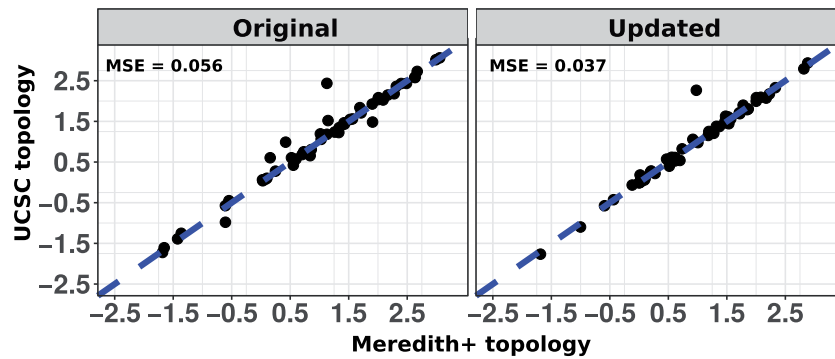 Original Updated
MSE = 0.056 MSE = 0.037
UCSC topology
2.5
1.5
0.5
−0.5
−1.5
−2.5
−2.5 −1.5 −0.5 0.5 1.5 2.5 −2.5 −1.5 −0.5 0.5 1.5 2.5
Meredith+ topology